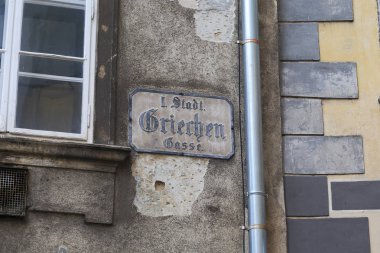 I. Stadt.
Griechen
Gasse.